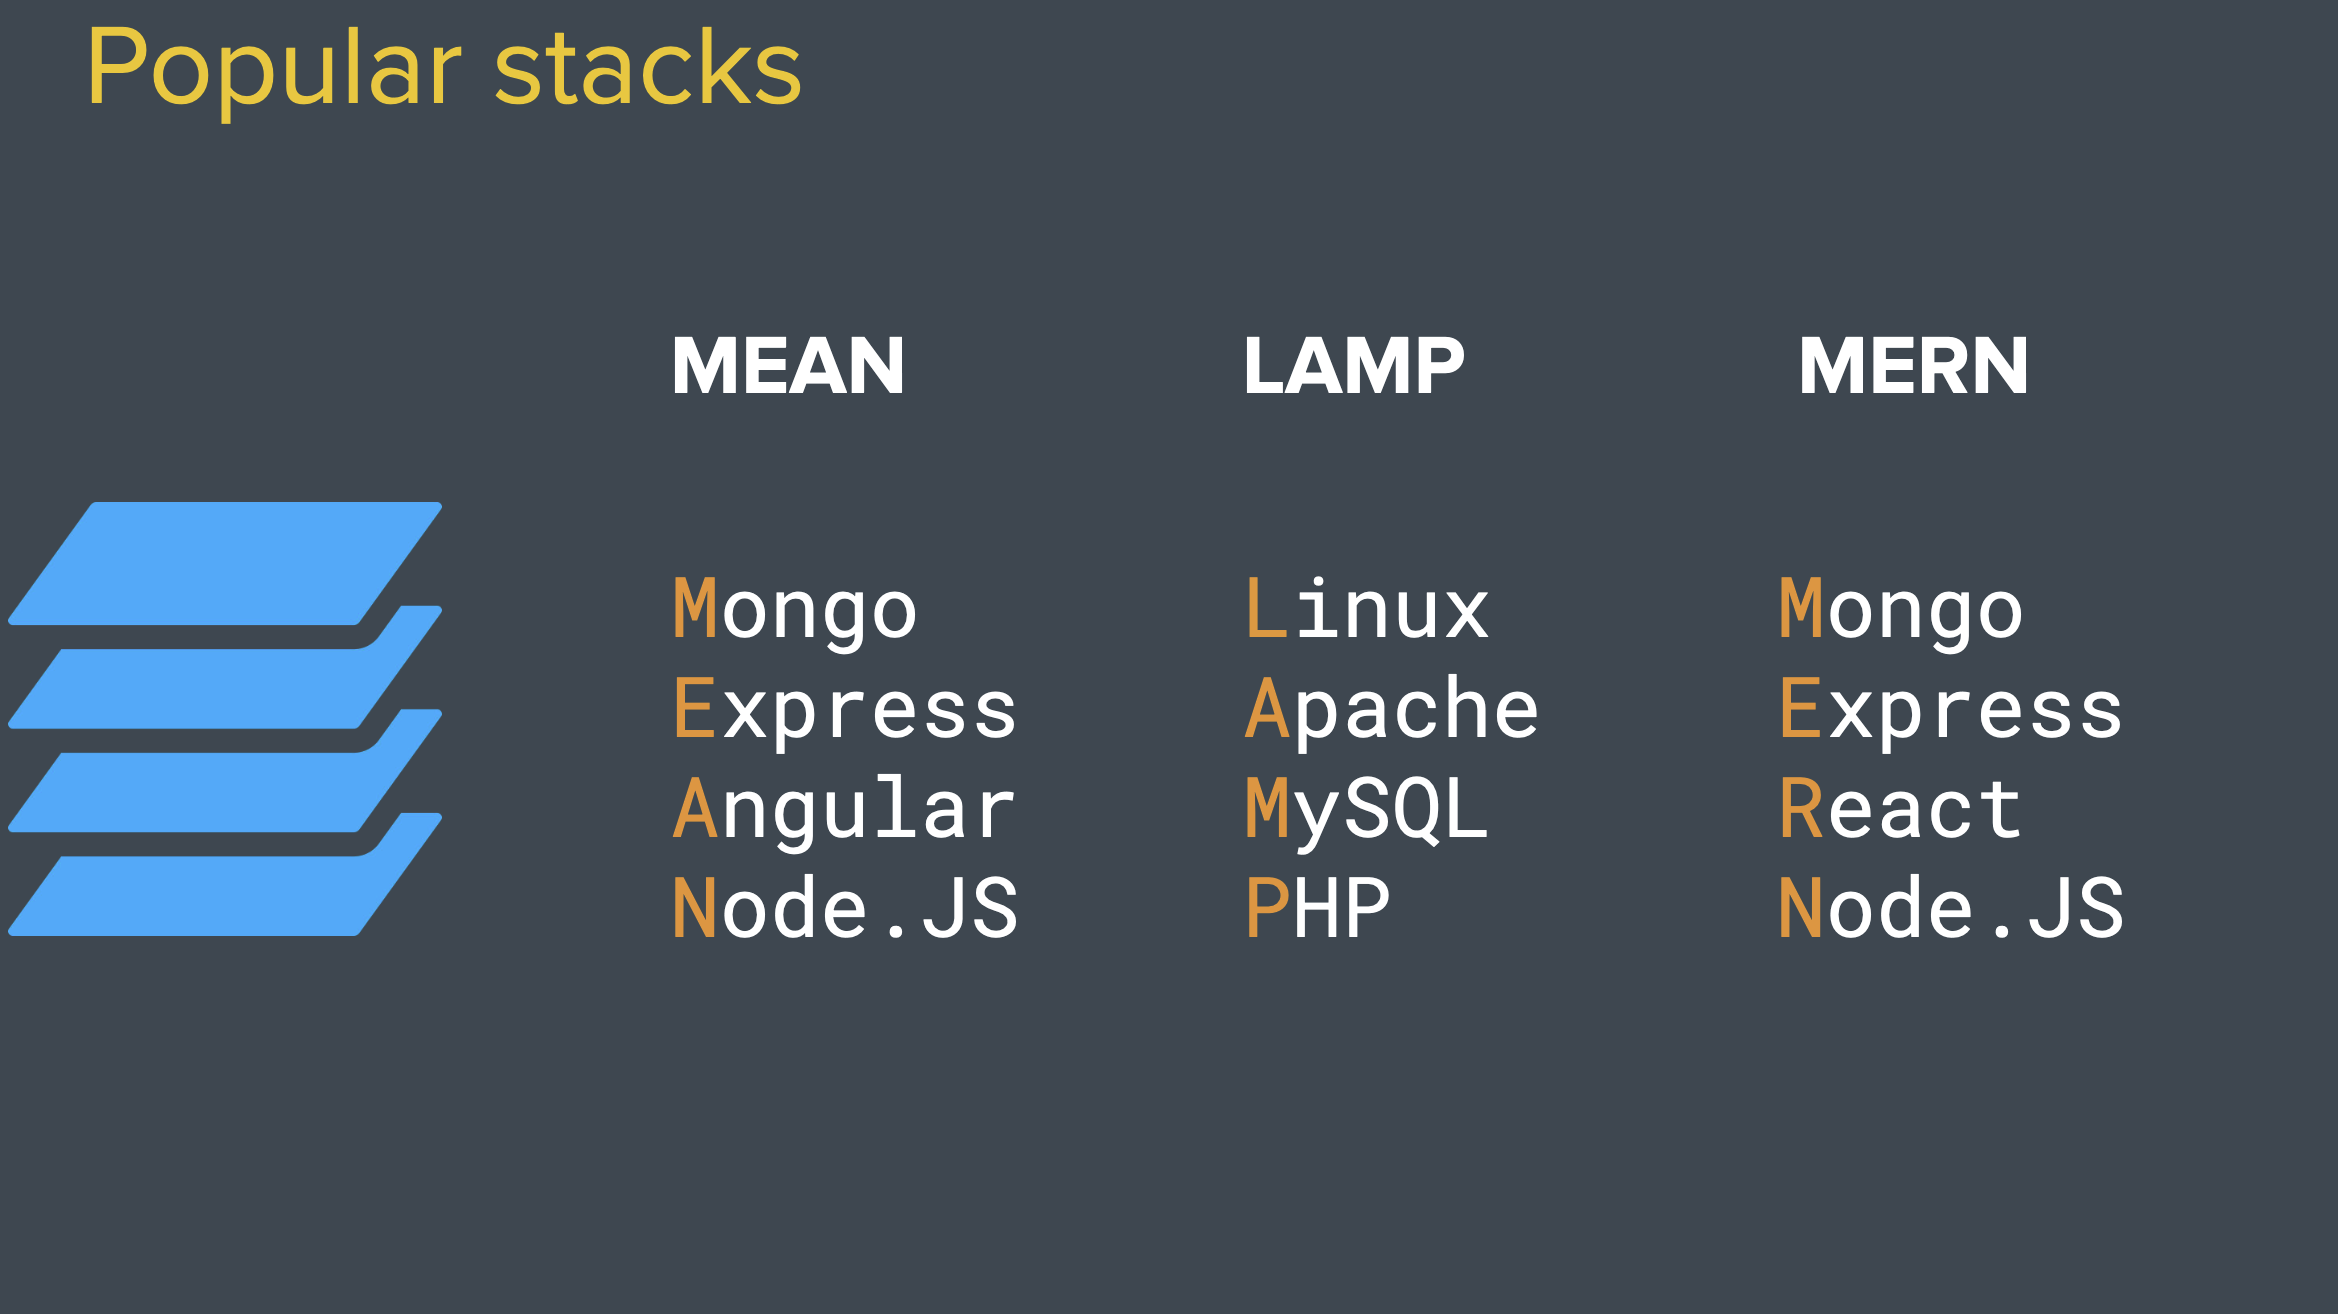 Popular stacks
MEAN
Mongo
Express
Angular
Node.JS
LAMP
Linux
Apache
MySQL
PHP
MERN
Mongo
Express
React
Node.JS